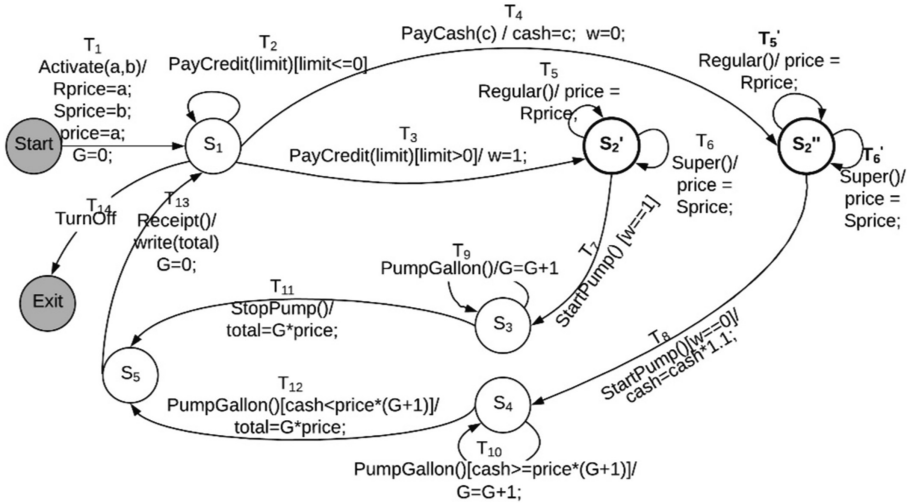 T4
PayCash(c) / cash=c; w=0;
T1
Activate(a,b)/
Rprice=a;
Sprice=b;
price=a;
G=0;
T2
PayCredit(limit)[limit<=0]
T5
Regular()/ price =
Rprice;
T5'
Regular()/ price =
Rprice;
Start
S1
T3
PayCredit(limit)[limit>0]/ w=1;
S2'
T6
Super()/
price =
Sprice;
S2"
T6'
Super()/
price =
Sprice;
T14
TurnOff
T13
Receipt()/
write(total)
G=0;
T7
StartPump() [w==1]
T9
PumpGallon()/G=G+1
Exit
T11
StopPump()/
total=G*price;
S3
T8
StartPump()[w==0]/
cash=cash*1.1;
S5
T12
PumpGallon()[cash<price*(G+1)]/
total=G*price;
S4
T10
PumpGallon()[cash>=price*(G+1)]/
G=G+1;